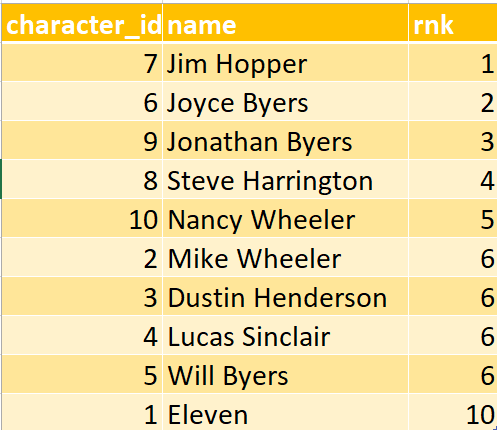 character_id name rnk
7 Jim Hopper 1
6 Joyce Byers 2
9 Jonathan Byers 3
8 Steve Harrington 4
10 Nancy Wheeler 5
2 Mike Wheeler 6
3 Dustin Henderson 6
4 Lucas Sinclair 6
5 Will Byers 6
1 Eleven 10